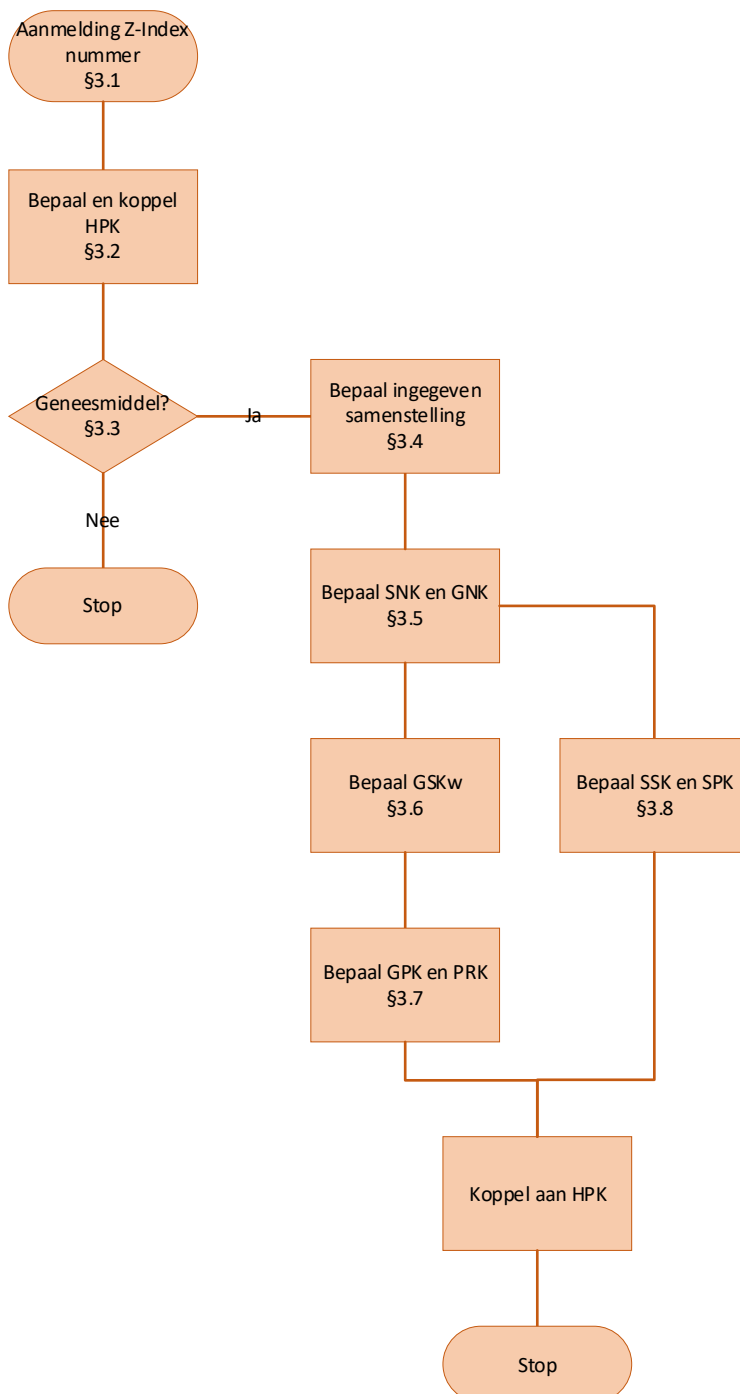 Aanmelding Z-Index
nummer
§3.1
Bepaal en koppel
HPK
§3.2
Geneesmiddel?
§3.3
Ja
Bepaal ingegeven
samenstelling
§3.4
Nee
Stop
Bepaal SNK en GNK
§3.5
Bepaal GSKw
§3.6
Bepaal SSK en SPK
§3.8
Bepaal GPK en PRK
§3.7
Koppel aan HPK
Stop